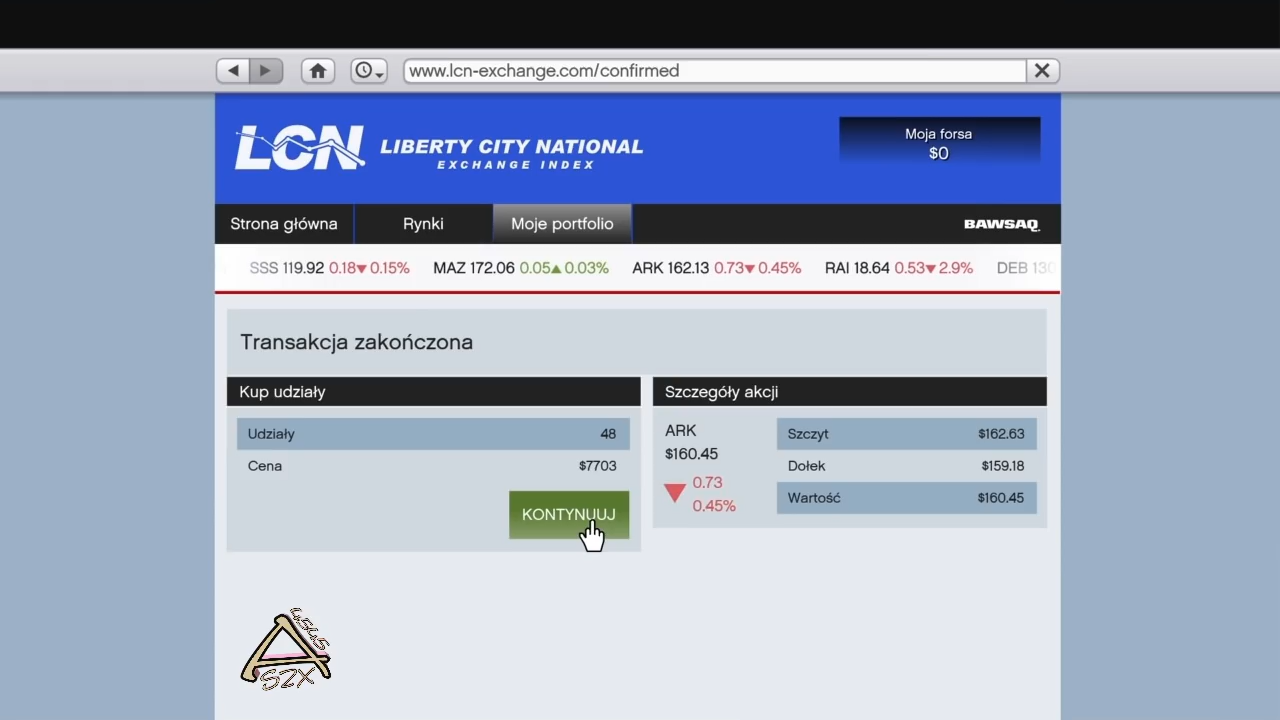 www.lcn-exchange.com/confirmed
LCN LIBERTY CITY NATIONAL
EXCHANGE INDEX
Moja forsa
$0
Strona główna Rynki Moje portfolio BAWSAQ
SSS 119.92 0.18▼0.15% MAZ 172.06 0.05▲0.03% ARK 162.13 0.73▼0.45% RAI 18.64 0.53▼2.9% DEB 130
Transakcja zakończona
Kup udziały
Udziały 48
Cena $7703
KONTYNUUJ
Szczegóły akcji
ARK
$160.45
0.73
0.45%
Szczyt $162.63
Dołek $159.18
Wartość $160.45
SZX